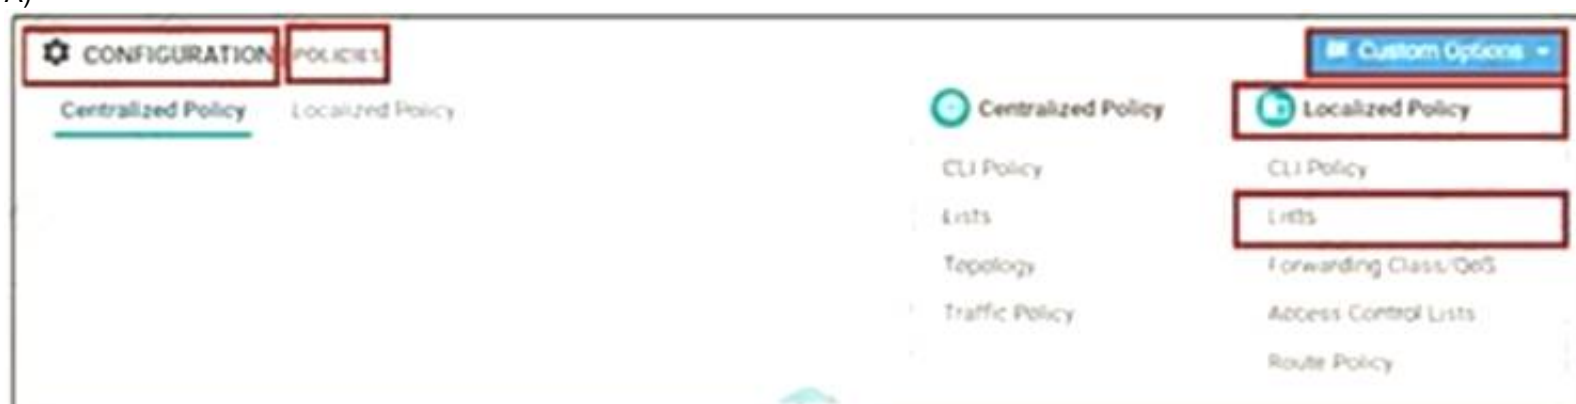 A)
CONFIGURATION POLICIES
Custom Options
Centralized Policy Localized Policy
Centralized Policy
CLI Policy
Lists
Topology
Traffic Policy
Localized Policy
CLI Policy
Lists
Forwarding Class/QoS
Access Control Lists
Route Policy